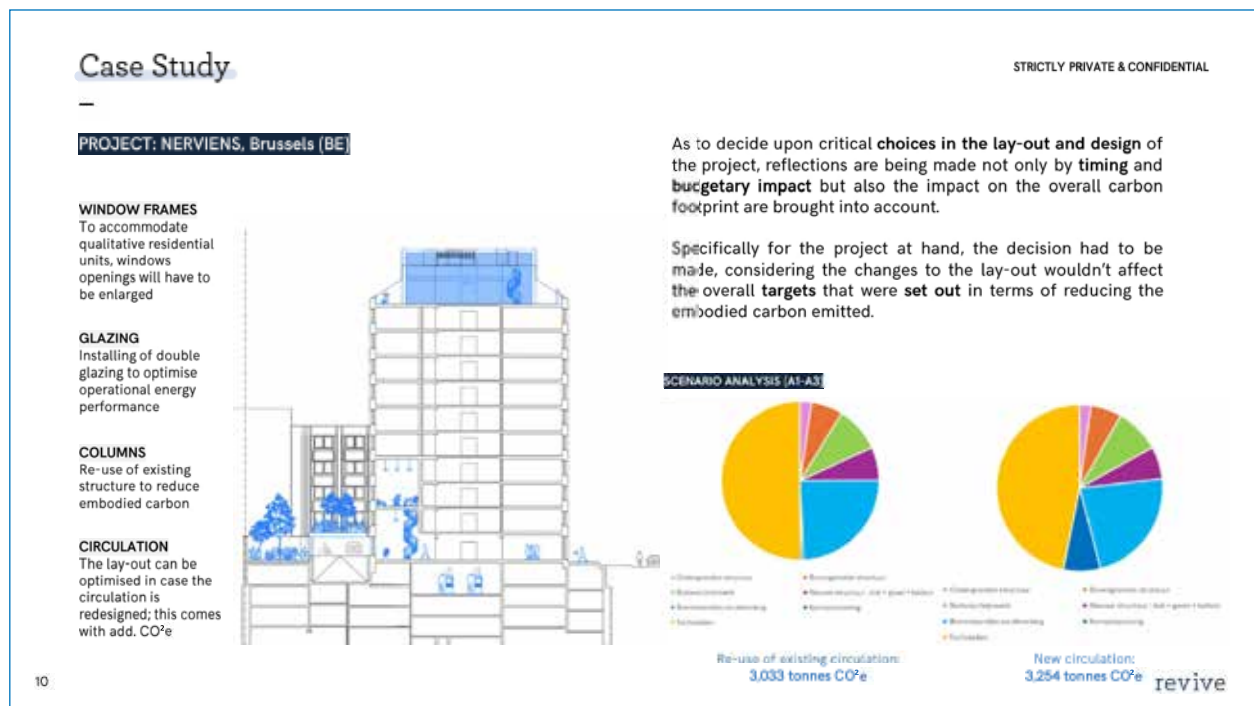 Case Study
STRICTLY PRIVATE & CONFIDENTIAL
PROJECT: NERVIENS, Brussels (BE)
WINDOW FRAMES
To accommodate
qualitative residential
units, windows
openings will have to
be enlarged
GLAZING
Installing of double
glazing to optimise
operational energy
performance
COLUMNS
Re-use of existing
structure to reduce
embodied carbon
CIRCULATION
The lay-out can be
optimised in case the
circulation is
redesigned; this comes
with add. CO²e
As to decide upon critical choices in the lay-out and design of
the project, reflections are being made not only by timing and
budgetary impact but also the impact on the overall carbon
footprint are brought into account.
Specifically for the project at hand, the decision had to be
made, considering the changes to the lay-out wouldn't affect
the overall targets that were set out in terms of reducing the
embodied carbon emitted.
SCENARIO ANALYSIS (A1-A3)
Re-use of existing circulation:
3,033 tonnes CO²e
New circulation:
3,254 tonnes CO²e
10
revive